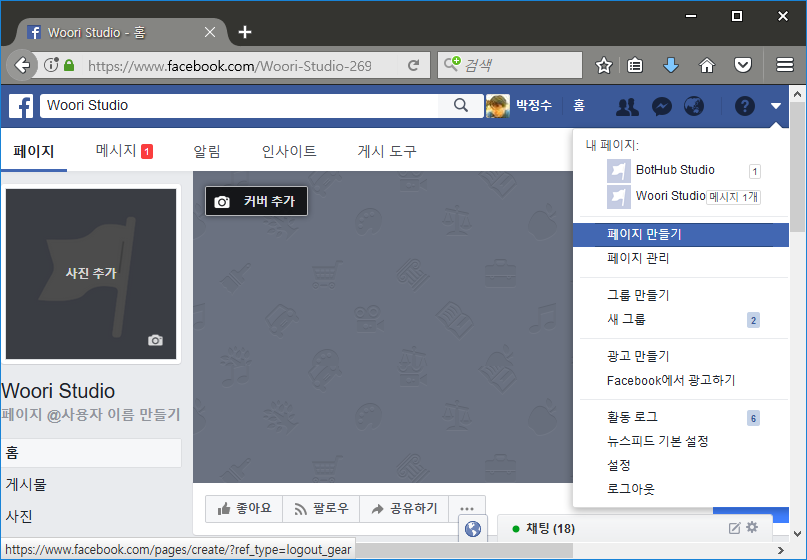 Woori Studio - 홈
https://www.facebook.com/Woori-Studio-269
검색
Woori Studio
박정수
홈
페이지
메시지 1
알림
인사이트
게시 도구
내 페이지:
BotHub Studio 1
Woori Studio 메시지 1개
페이지 만들기
페이지 관리
그룹 만들기
새 그룹 2
광고 만들기
Facebook에서 광고하기
활동 로그 6
뉴스피드 기본 설정
설정
로그아웃
커버 추가
사진 추가
Woori Studio
페이지 @사용자 이름 만들기
홈
게시물
사진
좋아요
팔로우
공유하기
채팅 (18)
https://www.facebook.com/pages/create/?ref_type=logout_gear